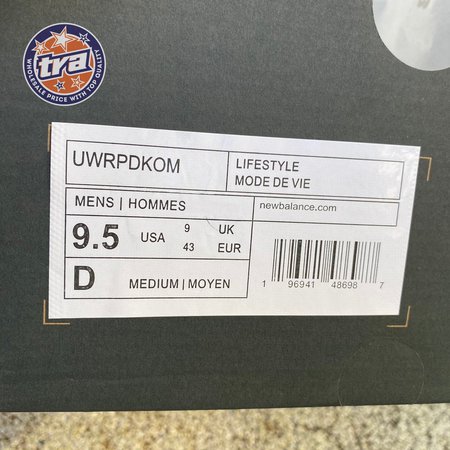 tra
WHOLESALE PRICE WITH TOP QUALITY
UWRPDKOM
LIFESTYLE
MODE DE VIE
MENS | HOMMES
newbalance.com
9.5 USA 9 UK
43 EUR
D MEDIUM | MOYEN
1 96941 48698 7